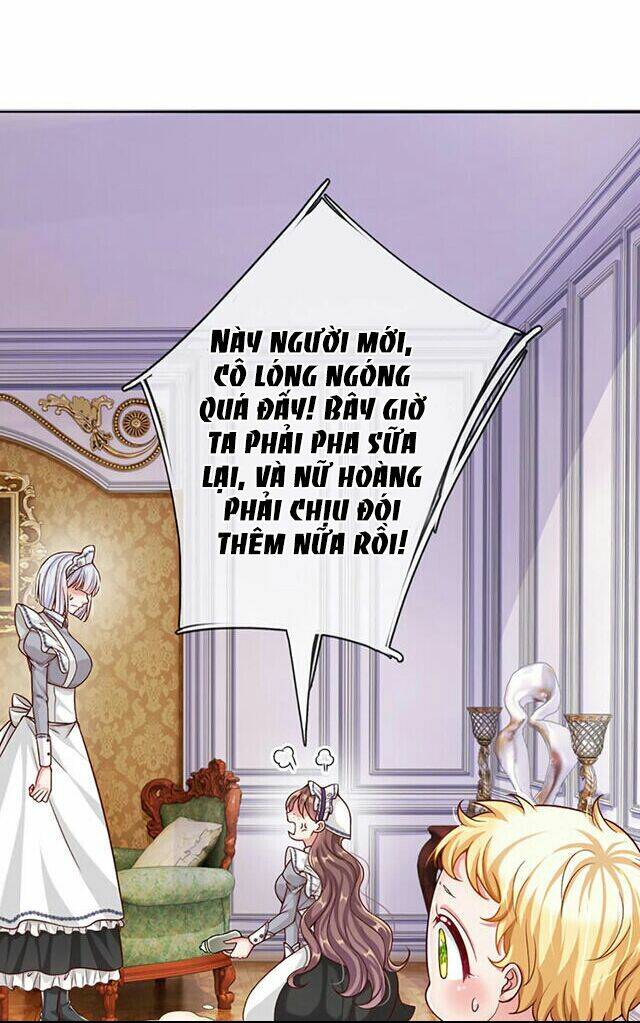 NÀY NGƯỜI MỚI,
CÔ LÓNG NGÓNG
QUÁ ĐẤY! BÂY GIỜ
TA PHẢI PHA SỮA
LẠI, VÀ NỮ HOÀNG
PHẢI CHỊU ĐÓI
THÊM NỮA RỒI!